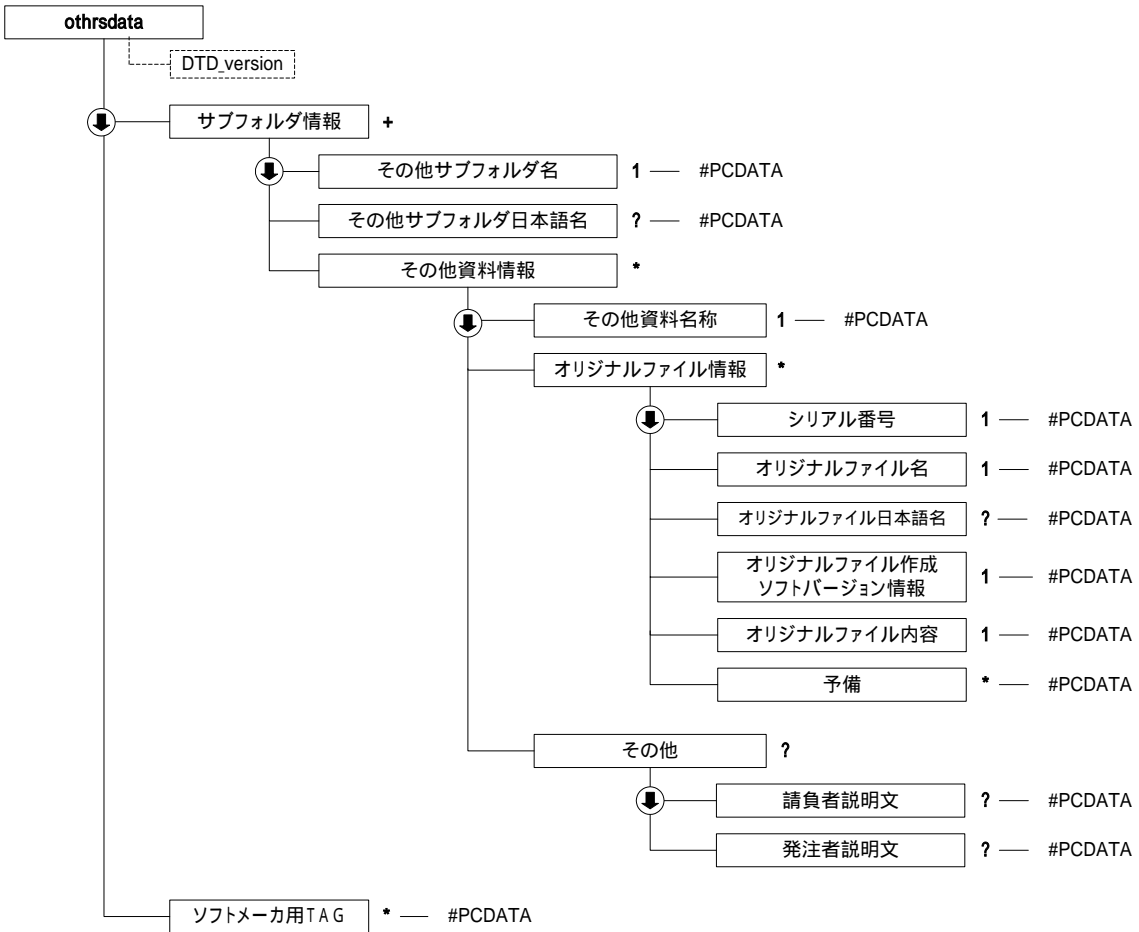 othrsdata
DTD_version
サブフォルダ情報 +
その他サブフォルダ名 1 #PCDATA
その他サブフォルダ日本語名 ? #PCDATA
その他資料情報 *
その他資料名称 1 #PCDATA
オリジナルファイル情報 *
シリアル番号 1 #PCDATA
オリジナルファイル名 1 #PCDATA
オリジナルファイル日本語名 ? #PCDATA
オリジナルファイル作成
ソフトバージョン情報 1 #PCDATA
オリジナルファイル内容 1 #PCDATA
予備 * #PCDATA
その他 ?
請負者説明文 ? #PCDATA
発注者説明文 ? #PCDATA
ソフトメーカ用TAG * #PCDATA